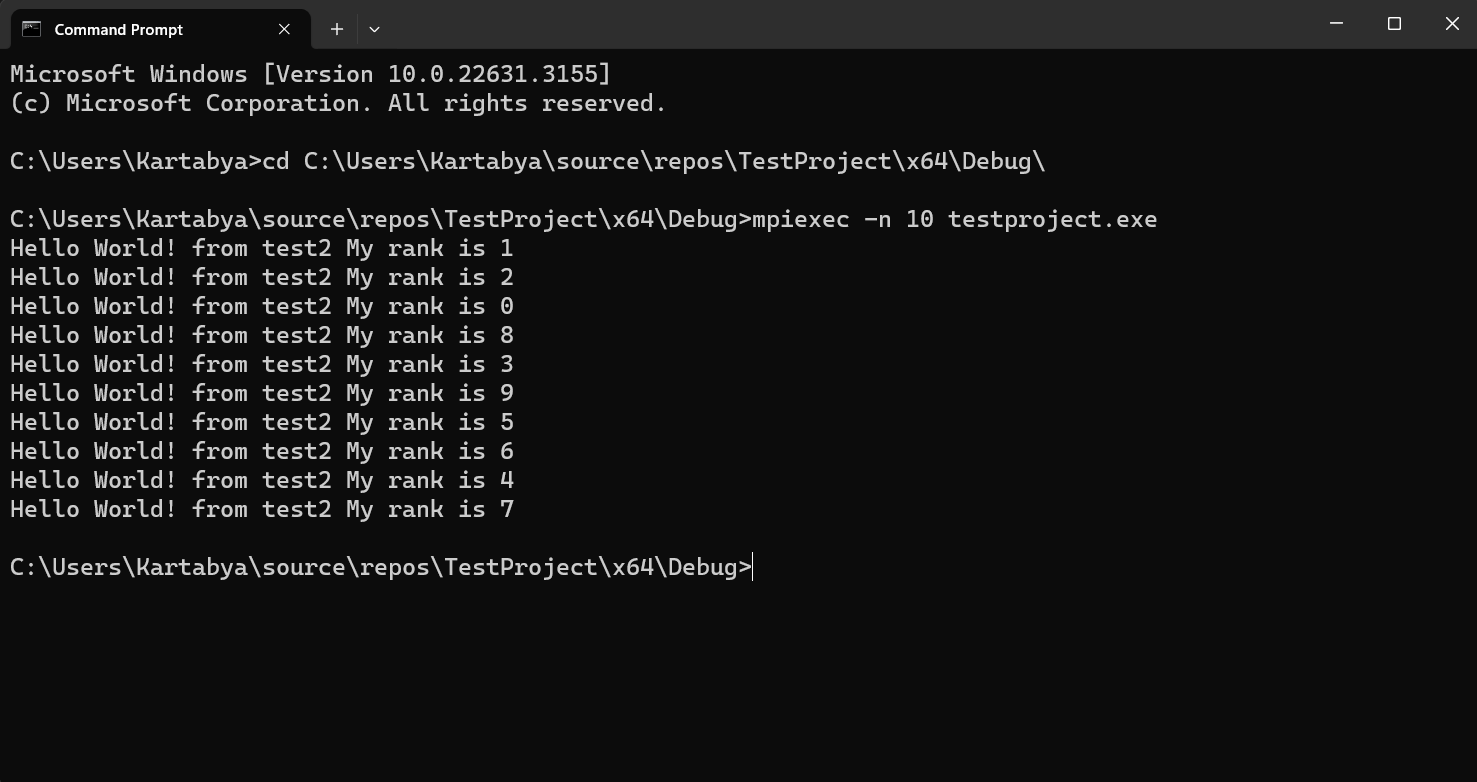 Command Prompt
Microsoft Windows [Version 10.0.22631.3155]
(c) Microsoft Corporation. All rights reserved.
C:\Users\Kartabya>cd C:\Users\Kartabya\source\repos\TestProject\x64\Debug\
C:\Users\Kartabya\source\repos\TestProject\x64\Debug>mpiexec -n 10 testproject.exe
Hello World! from test2 My rank is 1
Hello World! from test2 My rank is 2
Hello World! from test2 My rank is 0
Hello World! from test2 My rank is 8
Hello World! from test2 My rank is 3
Hello World! from test2 My rank is 9
Hello World! from test2 My rank is 5
Hello World! from test2 My rank is 6
Hello World! from test2 My rank is 4
Hello World! from test2 My rank is 7
C:\Users\Kartabya\source\repos\TestProject\x64\Debug>